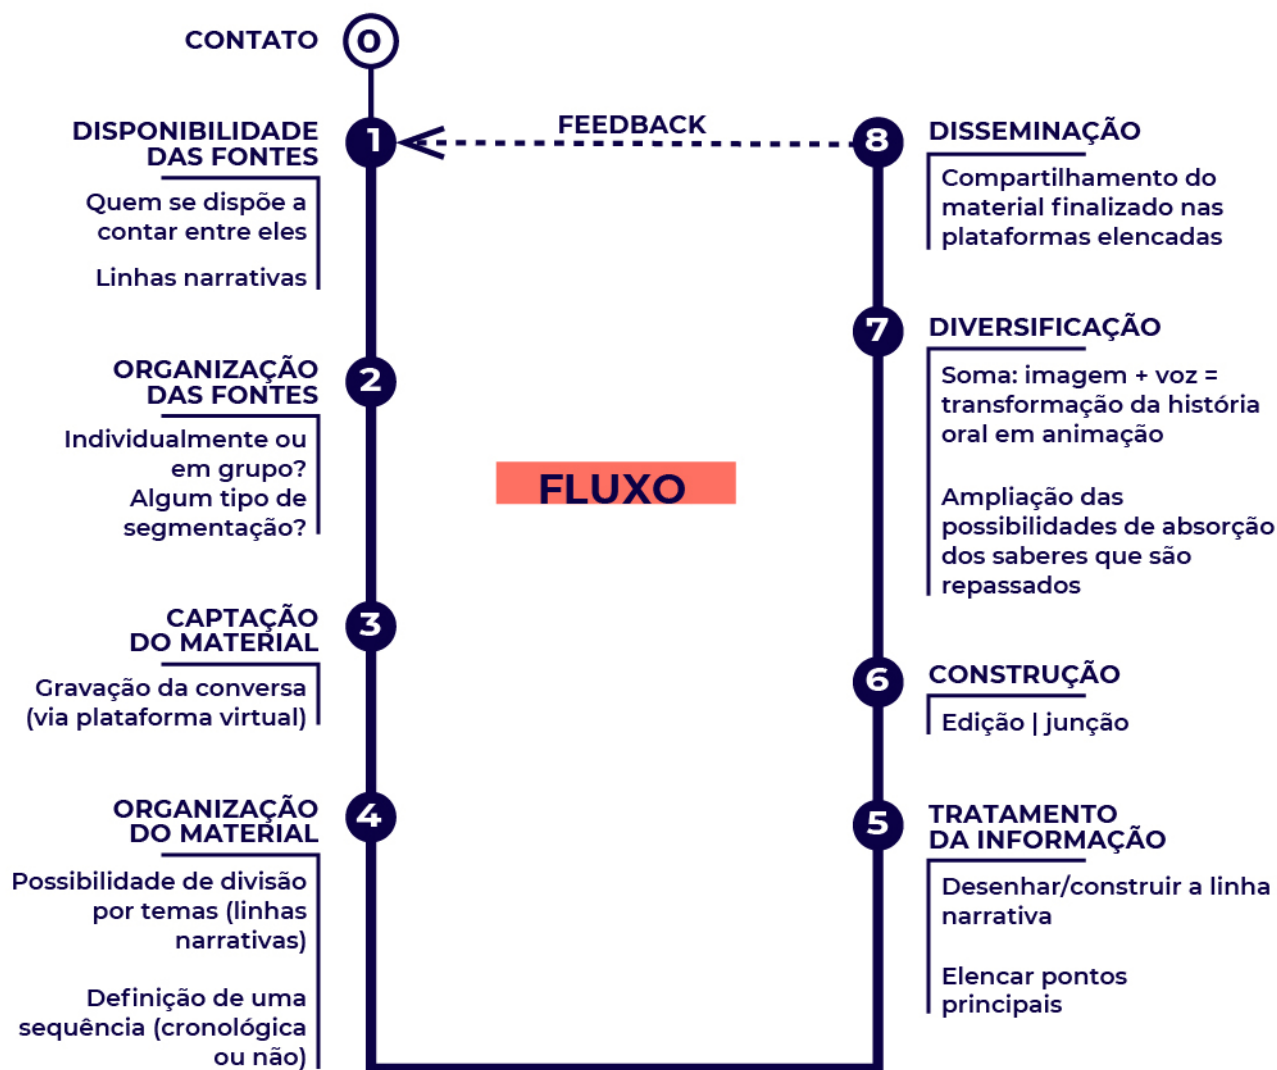 CONTATO
0
DISPONIBILIDADE
DAS FONTES
1
Quem se dispõe a
contar entre eles
Linhas narrativas
ORGANIZAÇÃO
DAS FONTES
2
Individualmente ou
em grupo?
Algum tipo de
segmentação?
CAPTAÇÃO
DO MATERIAL
3
Gravação da conversa
(via plataforma virtual)
ORGANIZAÇÃO
DO MATERIAL
4
Possibilidade de divisão
por temas (linhas
narrativas)
Definição de uma
sequência (cronológica
ou não)
FLUXO
FEEDBACK
8
DISSEMINAÇÃO
Compartilhamento do
material finalizado nas
plataformas elencadas
7
DIVERSIFICAÇÃO
Soma: imagem + voz =
transformação da história
oral em animação
Ampliação das
possibilidades de absorção
dos saberes que são
repassados
6
CONSTRUÇÃO
Edição | junção
5
TRATAMENTO
DA INFORMAÇÃO
Desenhar/construir a linha
narrativa
Elencar pontos
principais